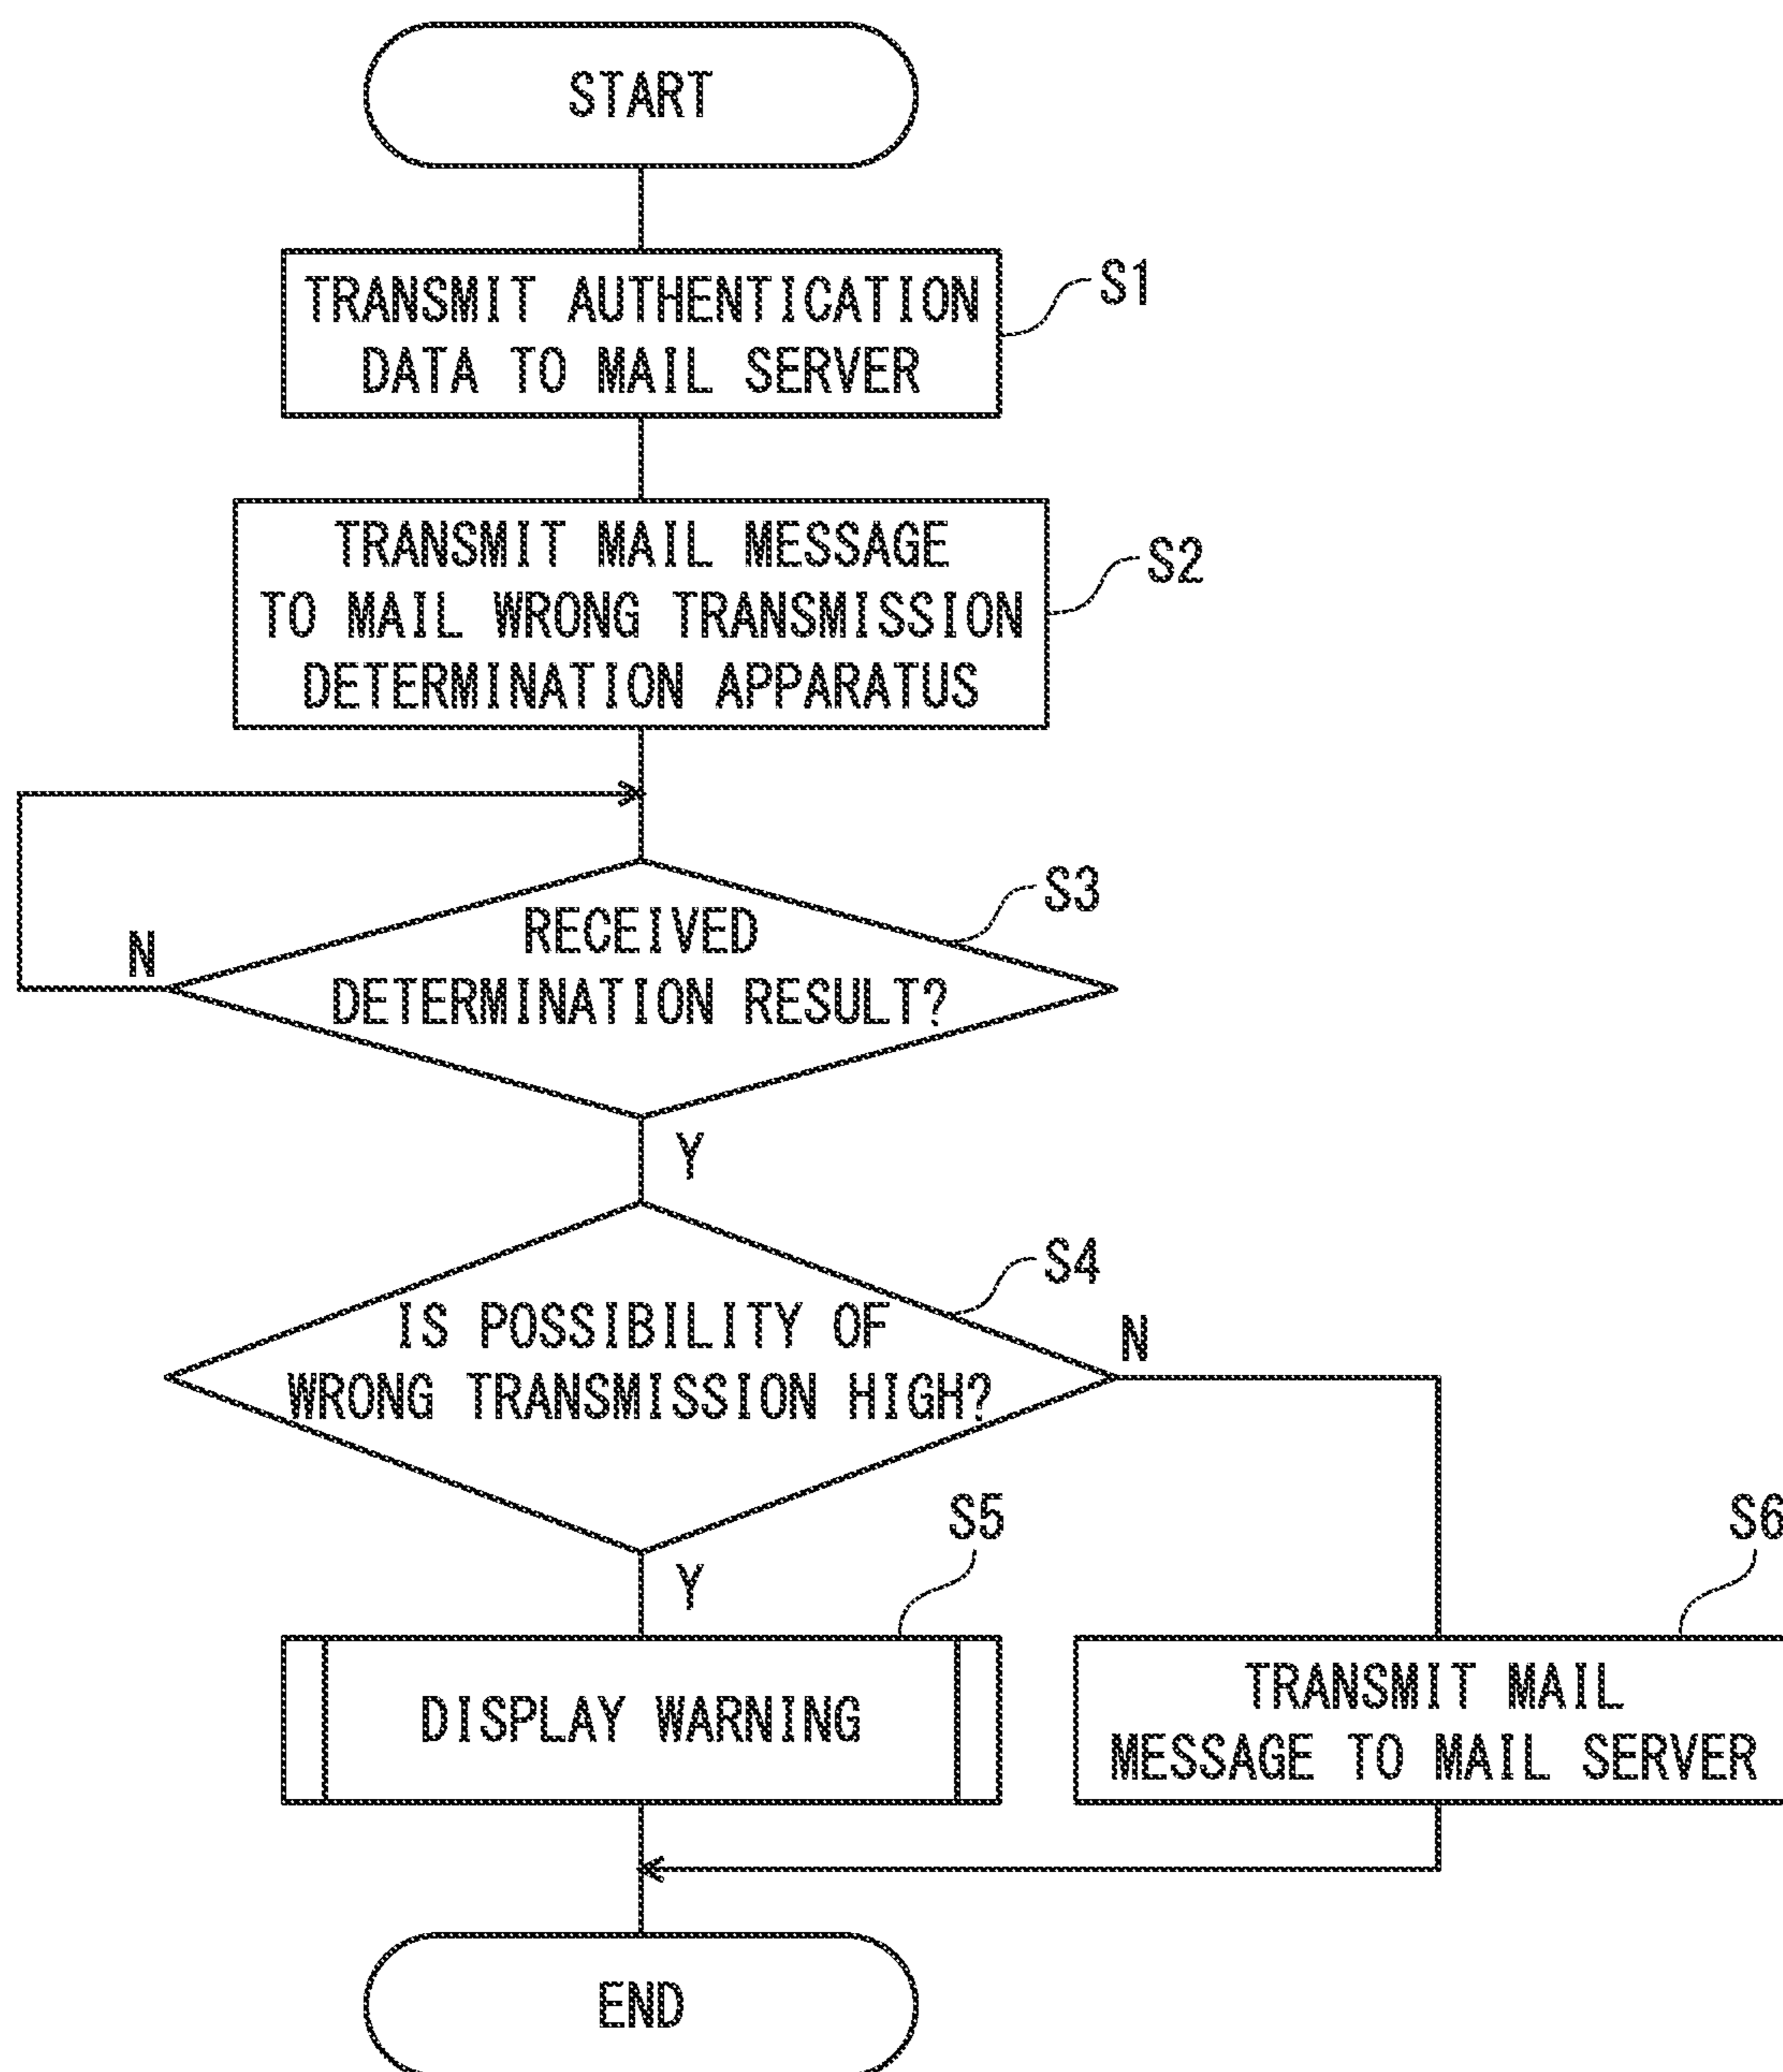 START
TRANSMIT AUTHENTICATION
DATA TO MAIL SERVER
S1
TRANSMIT MAIL MESSAGE
TO MAIL WRONG TRANSMISSION
DETERMINATION APPARATUS
S2
RECEIVED
DETERMINATION RESULT?
S3
N
Y
IS POSSIBILITY OF
WRONG TRANSMISSION HIGH?
S4
N
Y
S5
DISPLAY WARNING
S6
TRANSMIT MAIL
MESSAGE TO MAIL SERVER
END